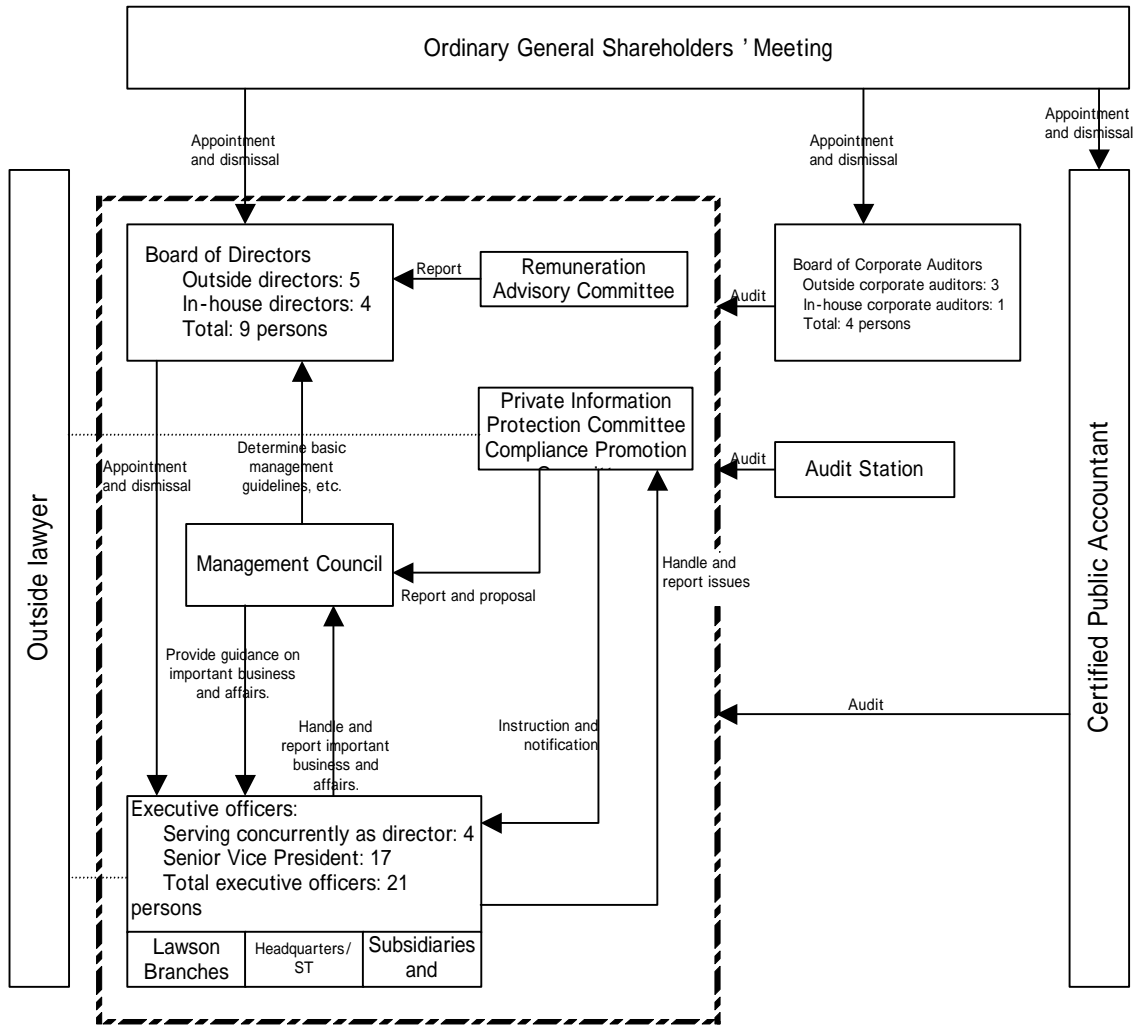 Ordinary General Shareholders ’ Meeting
Appointment
and dismissal
Appointment
and dismissal
Appointment
and dismissal
Outside lawyer
Board of Directors
Outside directors: 5
In-house directors: 4
Total: 9 persons
Report
Remuneration
Advisory Committee
Audit
Board of Corporate Auditors
Outside corporate auditors: 3
In-house corporate auditors: 1
Total: 4 persons
Certified Public Accountant
Private Information
Protection Committee
Compliance Promotion
Appointment
and dismissal
Determine basic
management
guidelines, etc.
Audit
Audit Station
Management Council
Report and proposal
Handle and
report issues
Provide guidance on
important business
and affairs.
Handle and
report important
business and
affairs.
Instruction and
notification
Audit
Executive officers:
Serving concurrently as director: 4
Senior Vice President: 17
Total executive officers: 21
persons
Lawson
Branches
Headquarters/
ST
Subsidiaries
and